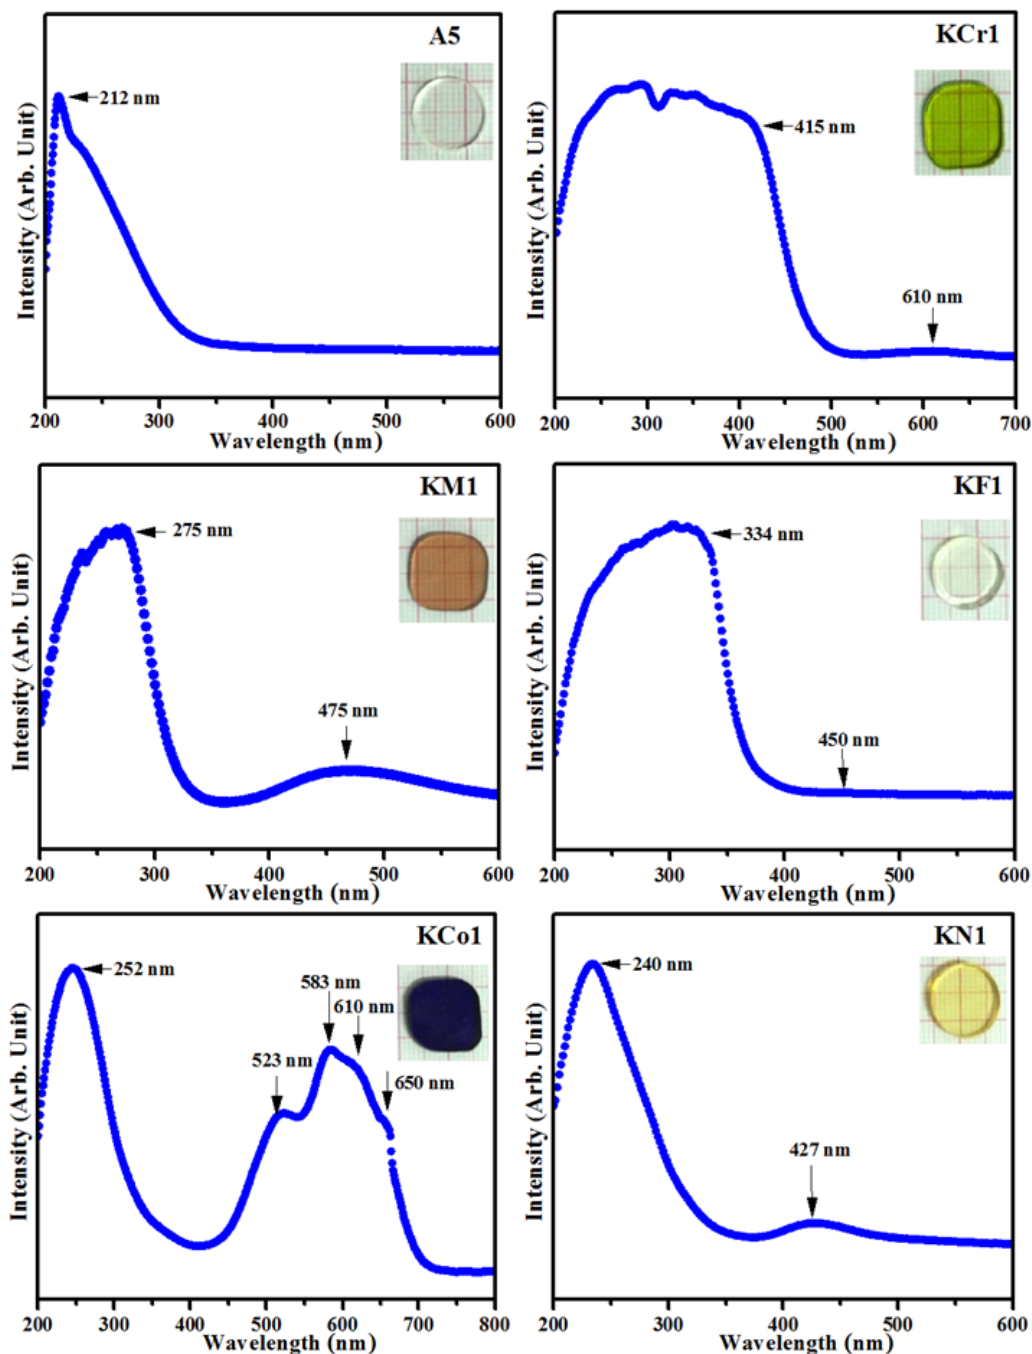 A5
212 nm
Intensity (Arb. Unit)
200 300 400 500 600
Wavelength (nm)
KCr1
415 nm
610 nm
Intensity (Arb. Unit)
200 300 400 500 600 700
Wavelength (nm)
KM1
275 nm
475 nm
Intensity (Arb. Unit)
200 300 400 500 600
Wavelength (nm)
KF1
334 nm
450 nm
Intensity (Arb. Unit)
200 300 400 500 600
Wavelength (nm)
KCo1
252 nm
583 nm
610 nm
523 nm
650 nm
Intensity (Arb. Unit)
200 300 400 500 600 700 800
Wavelength (nm)
KN1
240 nm
427 nm
Intensity (Arb. Unit)
200 300 400 500 600
Wavelength (nm)